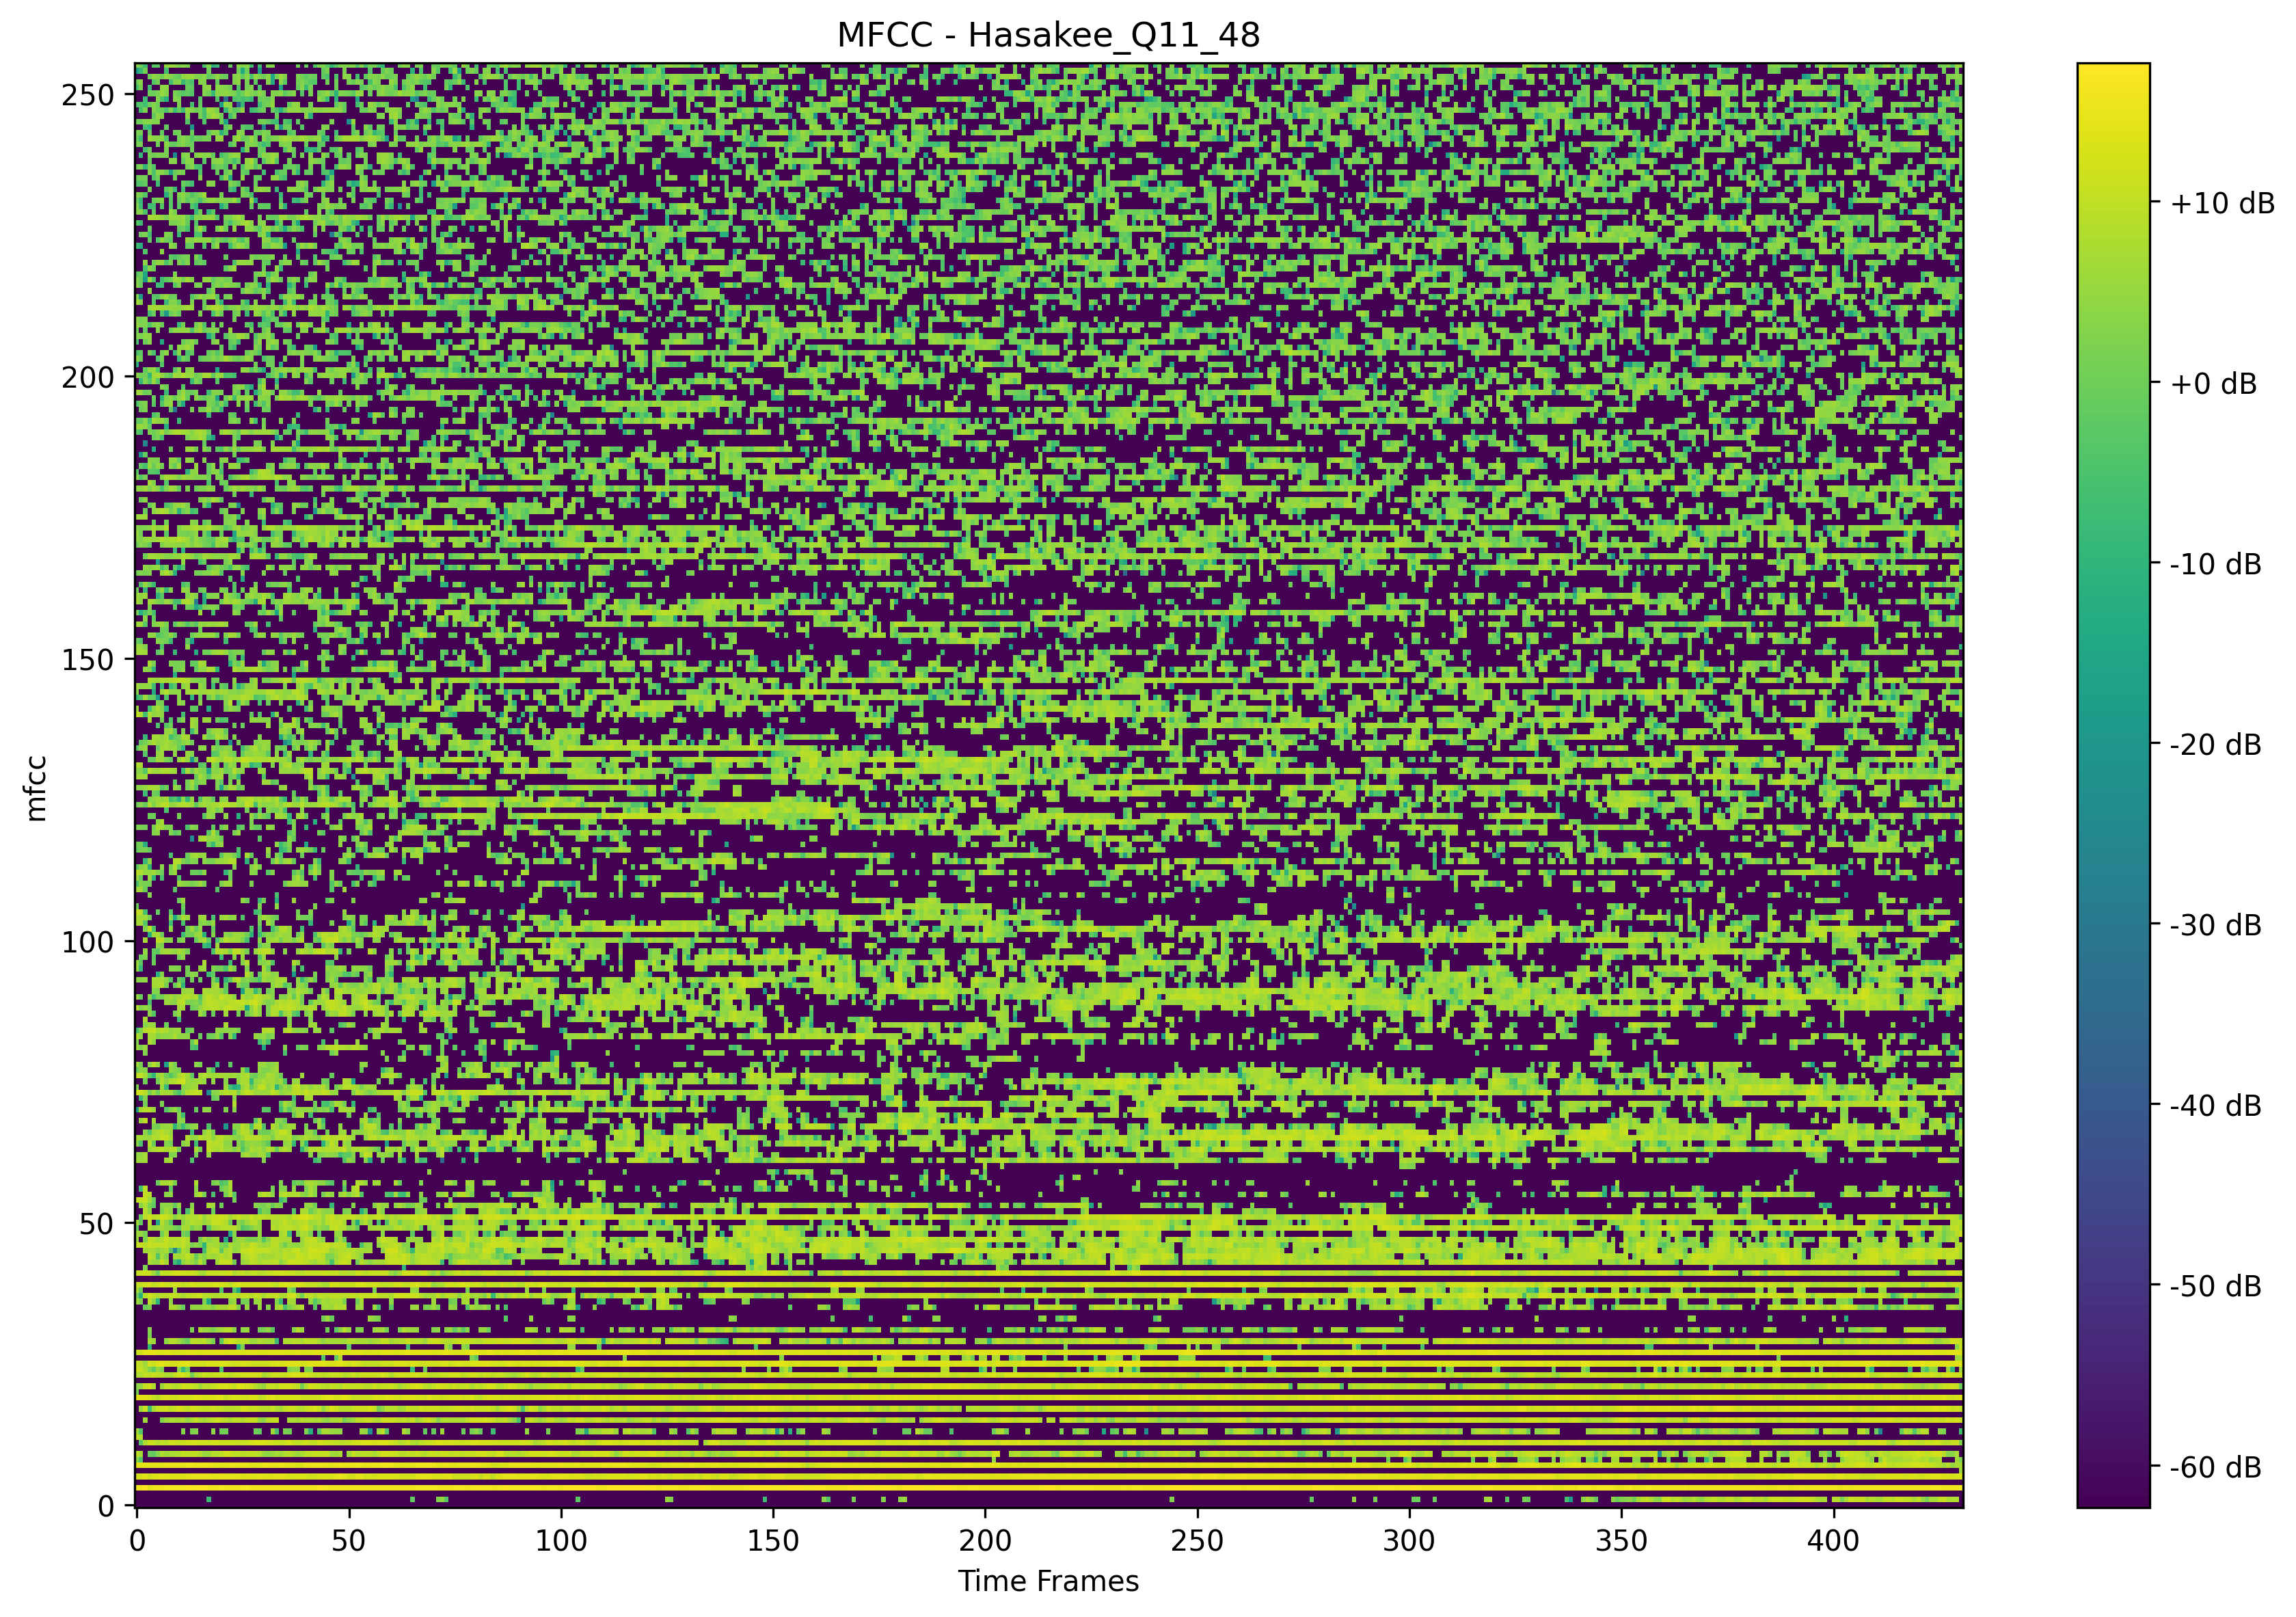 MFCC - Hasakee_Q11_48
250
200
150
100
50
0
mfcc
0 50 100 150 200 250 300 350 400
Time Frames
+10 dB
+0 dB
-10 dB
-20 dB
-30 dB
-40 dB
-50 dB
-60 dB